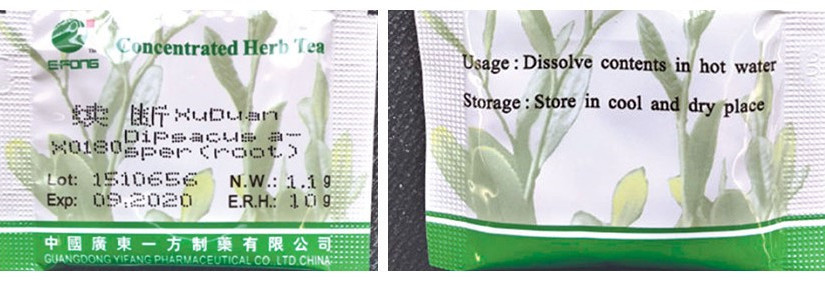 E-FONG
TM
Concentrated Herb Tea
续 断 XuDuan
Dipsacus a-
X0180 sper (root)
Lot: 1510656 N.W.: 1.1g
Exp: 09,2020 E.R.H.: 10g
中國廣東一方制藥有限公司
GUANGDONG YIFANG PHARMACEUTICAL CO.,LTD.CHINA
Usage : Dissolve contents in hot water
Storage : Store in cool and dry place